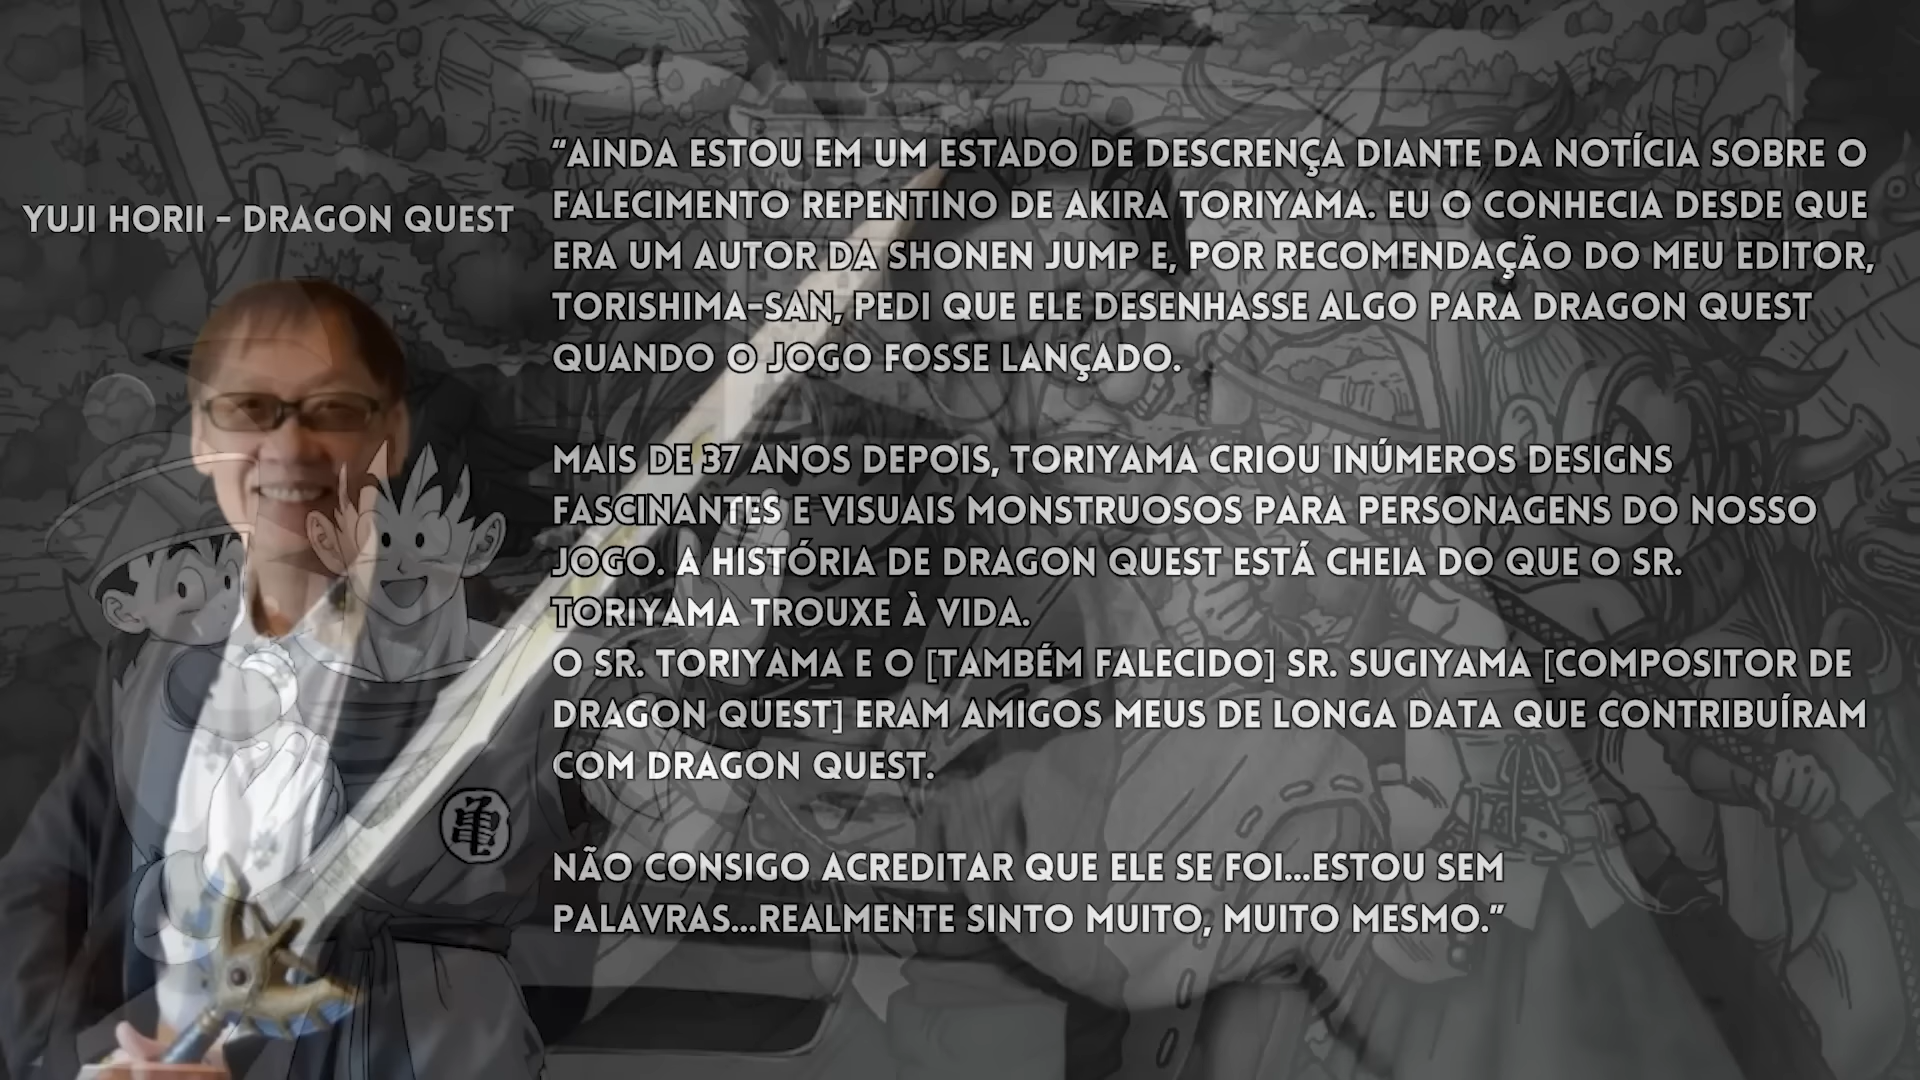 YUJI HORII - DRAGON QUEST
“AINDA ESTOU EM UM ESTADO DE DESCRENÇA DIANTE DA NOTÍCIA SOBRE O
FALECIMENTO REPENTINO DE AKIRA TORIYAMA. EU O CONHECIA DESDE QUE
ERA UM AUTOR DA SHONEN JUMP E, POR RECOMENDAÇÃO DO MEU EDITOR,
TORISHIMA-SAN, PEDI QUE ELE DESENHASSE ALGO PARA DRAGON QUEST
QUANDO O JOGO FOSSE LANÇADO.
MAIS DE 37 ANOS DEPOIS, TORIYAMA CRIOU INÚMEROS DESIGNS
FASCINANTES E VISUAIS MONSTRUOSOS PARA PERSONAGENS DO NOSSO
JOGO. A HISTÓRIA DE DRAGON QUEST ESTÁ CHEIA DO QUE O SR.
TORIYAMA TROUXE À VIDA.
O SR. TORIYAMA E O [TAMBÉM FALECIDO] SR. SUGIYAMA [COMPOSITOR DE
DRAGON QUEST] ERAM AMIGOS MEUS DE LONGA DATA QUE CONTRIBUÍRAM
COM DRAGON QUEST.
NÃO CONSIGO ACREDITAR QUE ELE SE FOI...ESTOU SEM
PALAVRAS...REALMENTE SINTO MUITO, MUITO MESMO.”
亀